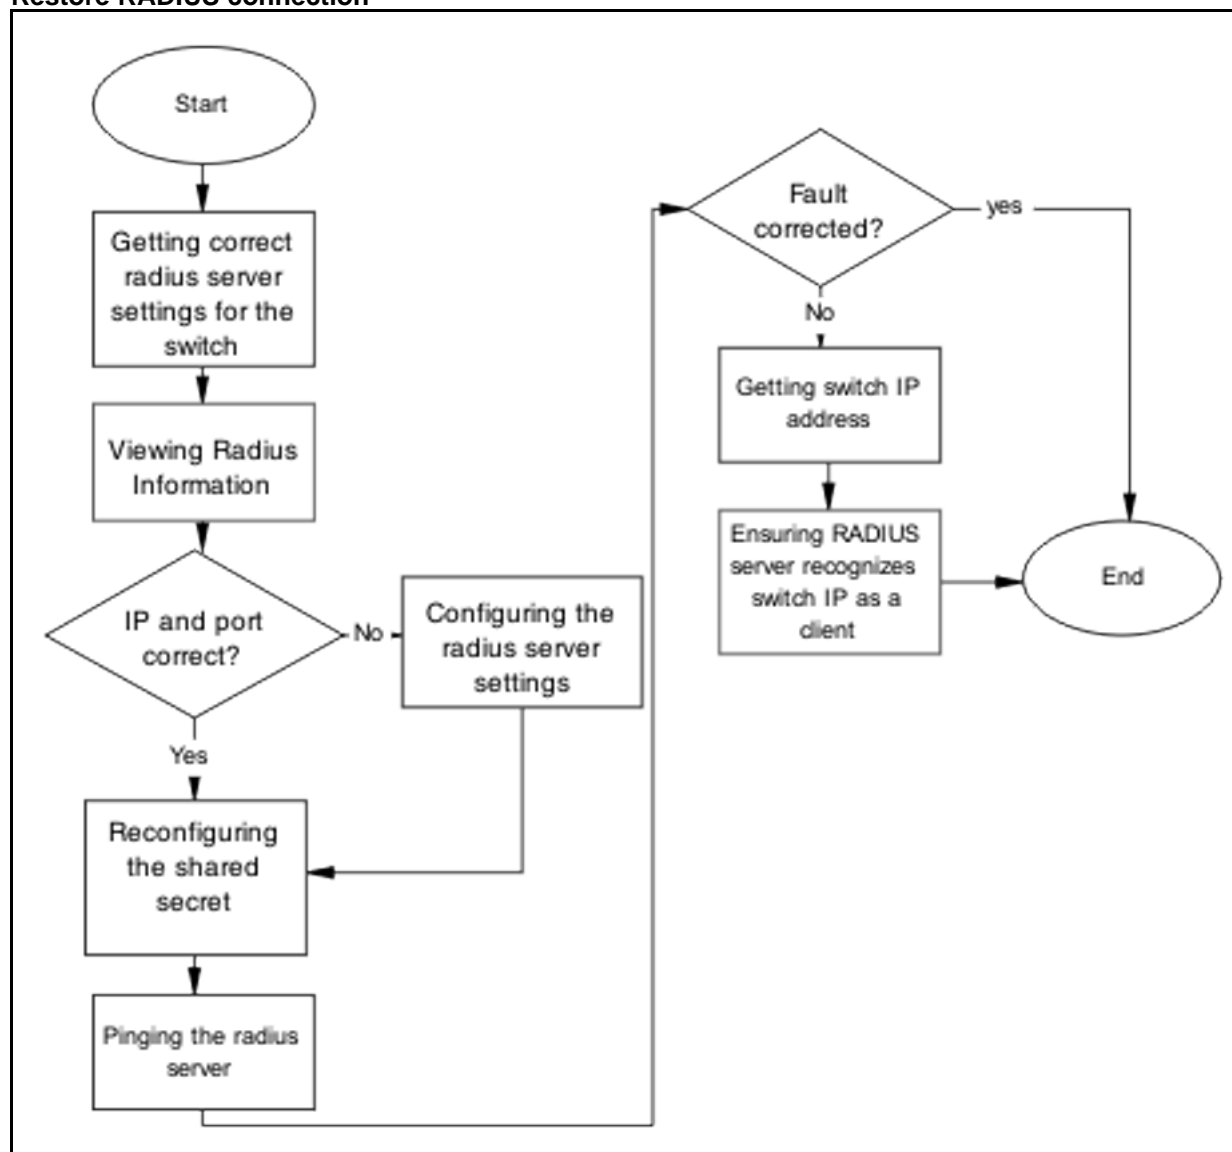 Restore RADIUS connection
Start
Getting correct
radius server
settings for the
switch
Viewing Radius
Information
IP and port
correct?
No
Configuring the
radius server
settings
Yes
Reconfiguring
the shared
secret
Pinging the radius
server
Fault
corrected?
yes
No
Getting switch IP
address
Ensuring RADIUS
server recognizes
switch IP as a
client
End